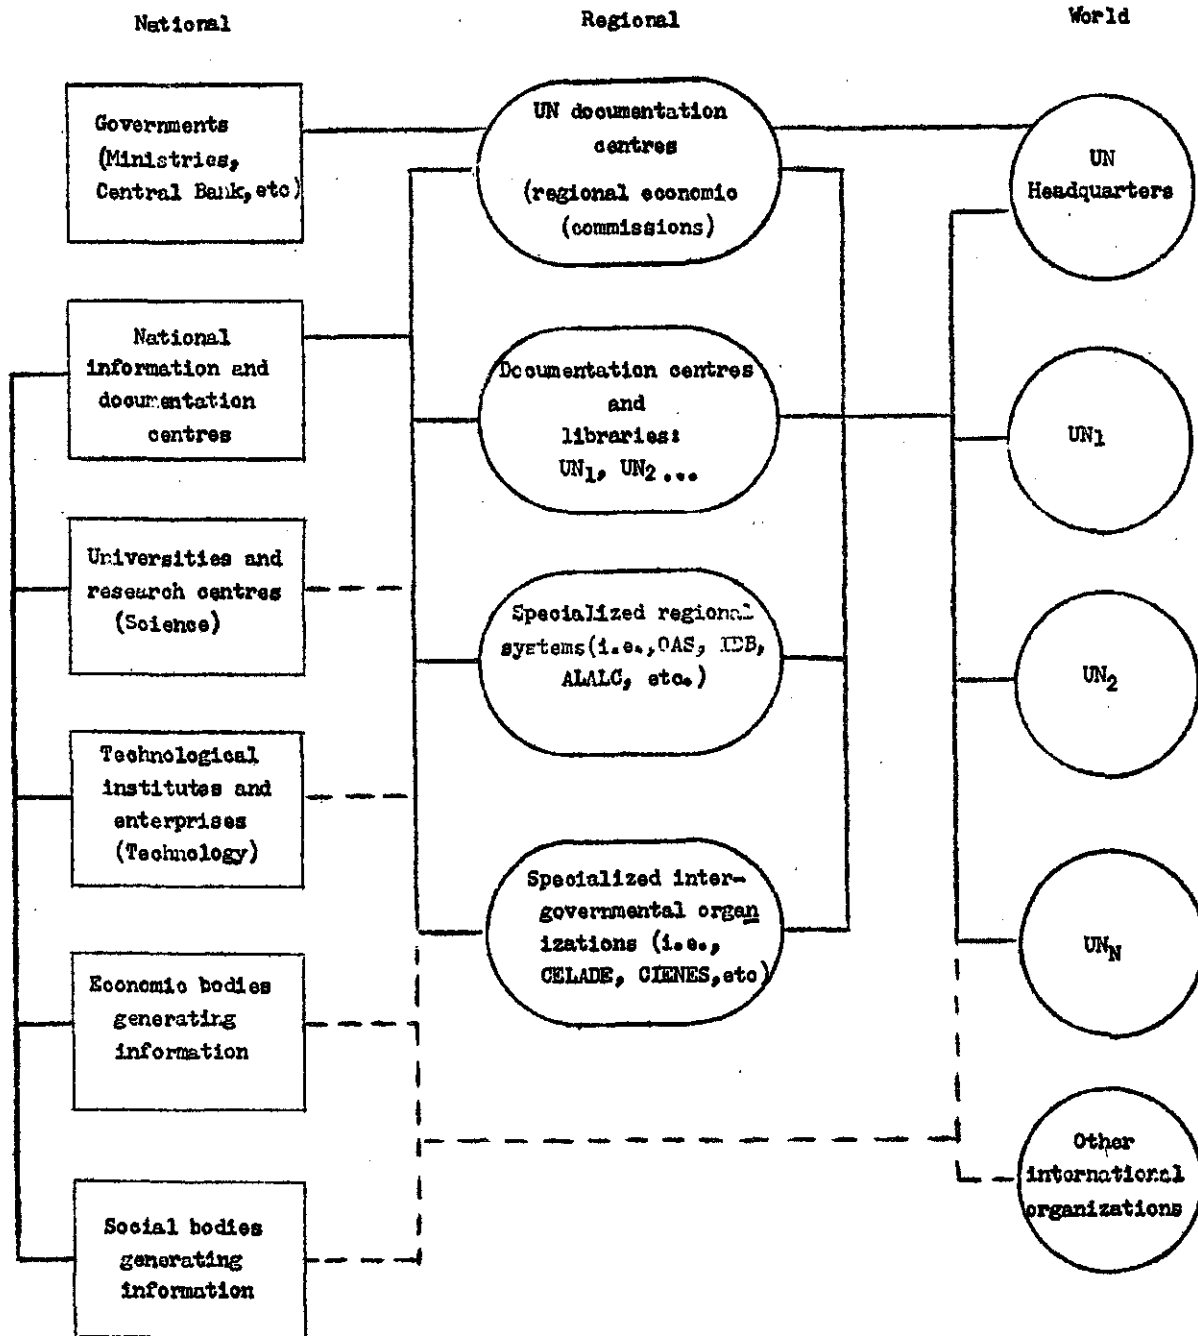 National
Regional
World
Governments
(Ministries,
Central Bank, etc)
UN documentation
centres
(regional economic
(commissions)
UN
Headquarters
National
information and
documentation
centres
Documentation centres
and
libraries:
UN1, UN2 ...
UN1
Universities and
research centres
(Science)
Specialized regional
systems(i.e., OAS, IDB,
ALALC, etc.)
UN2
Technological
institutes and
enterprises
(Technology)
Specialized inter-
governmental organ
izations (i.e.,
CELADE, CIENES, etc)
UNN
Economic bodies
generating
information
Other
international
organizations
Social bodies
generating
information